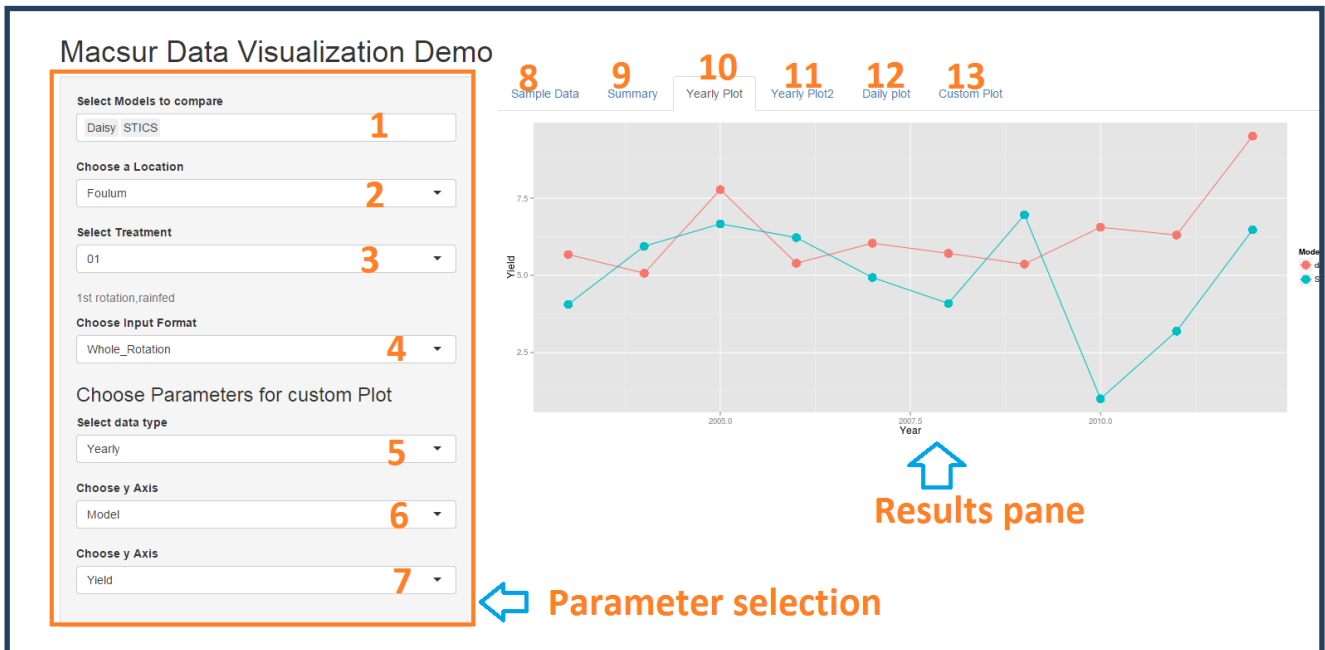 Macsur Data Visualization Demo
Select Models to compare
Daisy STICS 1
Choose a Location
Foulum 2
Select Treatment
01 3
1st rotation,rainfed
Choose Input Format
Whole_Rotation 4
Choose Parameters for custom Plot
Select data type
Yearly 5
Choose y Axis
Model 6
Choose y Axis
Yield 7
Parameter selection
8 9 10 11 12 13
Sample Data Summary Yearly Plot Yearly Plot2 Daily plot Custom Plot
7.5
5.0
2.5
Yield
2005.0 2007.5 2010.0
Year
Mode
d
S
Results pane